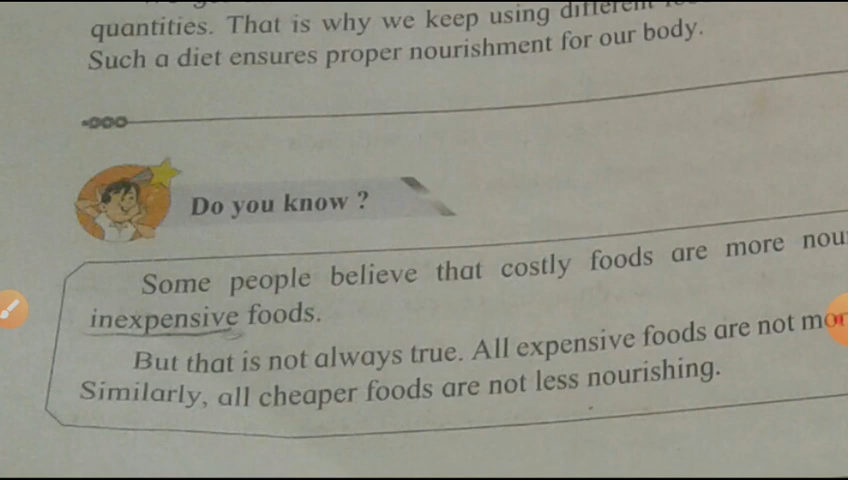 quantities. That is why we keep using different
Such a diet ensures proper nourishment for our body.
Do you know ?
Some people believe that costly foods are more
inexpensive foods.
But that is not always true. All expensive foods are not
Similarly, all cheaper foods are not less nourishing.